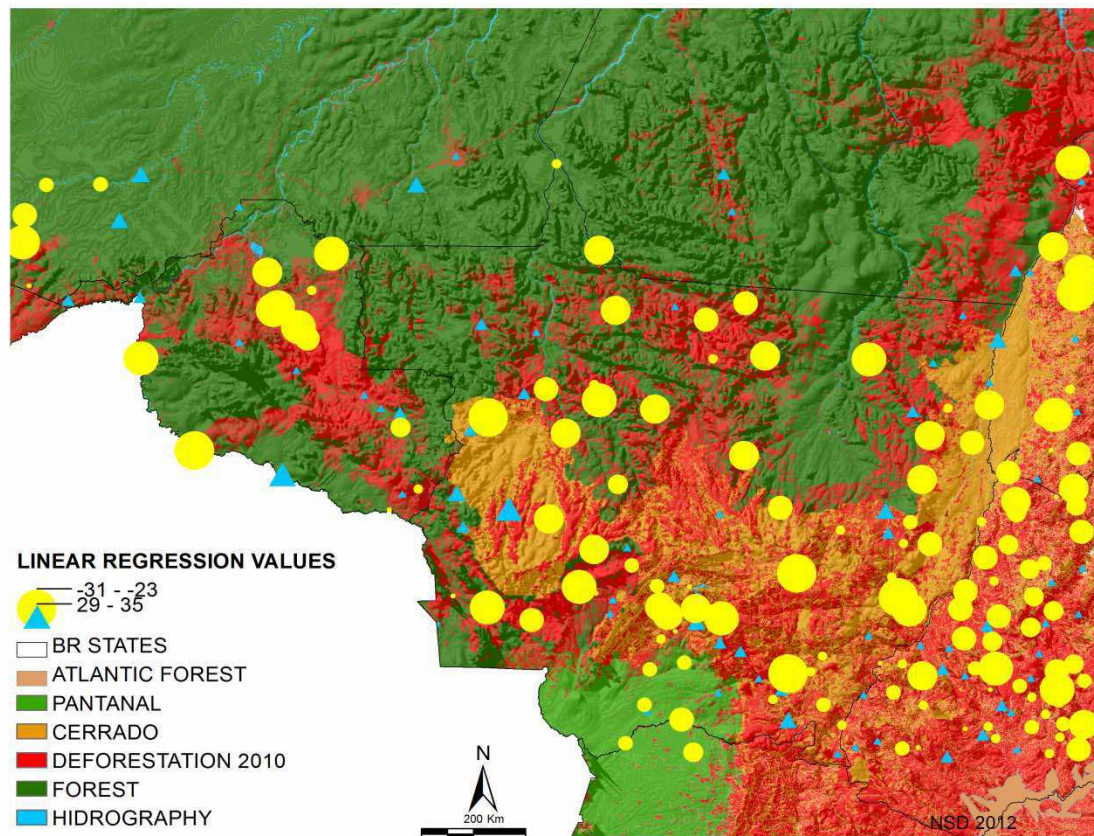 LINEAR REGRESSION VALUES
-31 - -23
29 - 35
BR STATES
ATLANTIC FOREST
PANTANAL
CERRADO
DEFORESTATION 2010
FOREST
HIDROGRAPHY
N
200 Km
NSD 2012